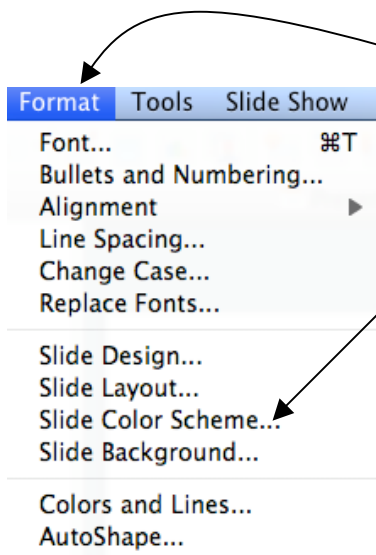 Format Tools Slide Show
Font... ⌘T
Bullets and Numbering...
Alignment ▶
Line Spacing...
Change Case...
Replace Fonts...
Slide Design...
Slide Layout...
Slide Color Scheme...
Slide Background...
Colors and Lines...
AutoShape...